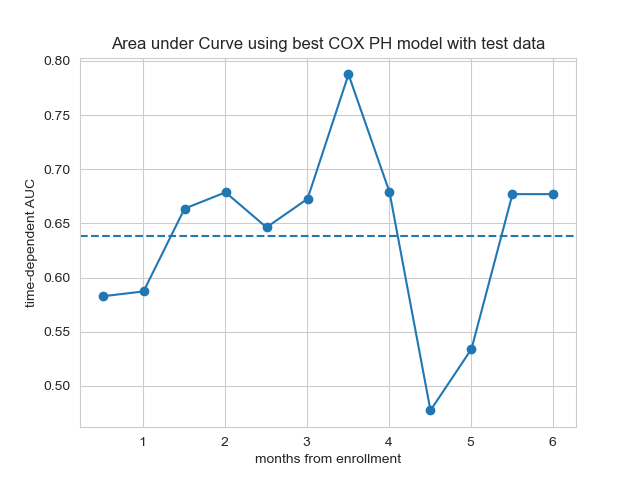 Area under Curve using best COX PH model with test data
time-dependent AUC
0.80
0.75
0.70
0.65
0.60
0.55
0.50
1 2 3 4 5 6
months from enrollment